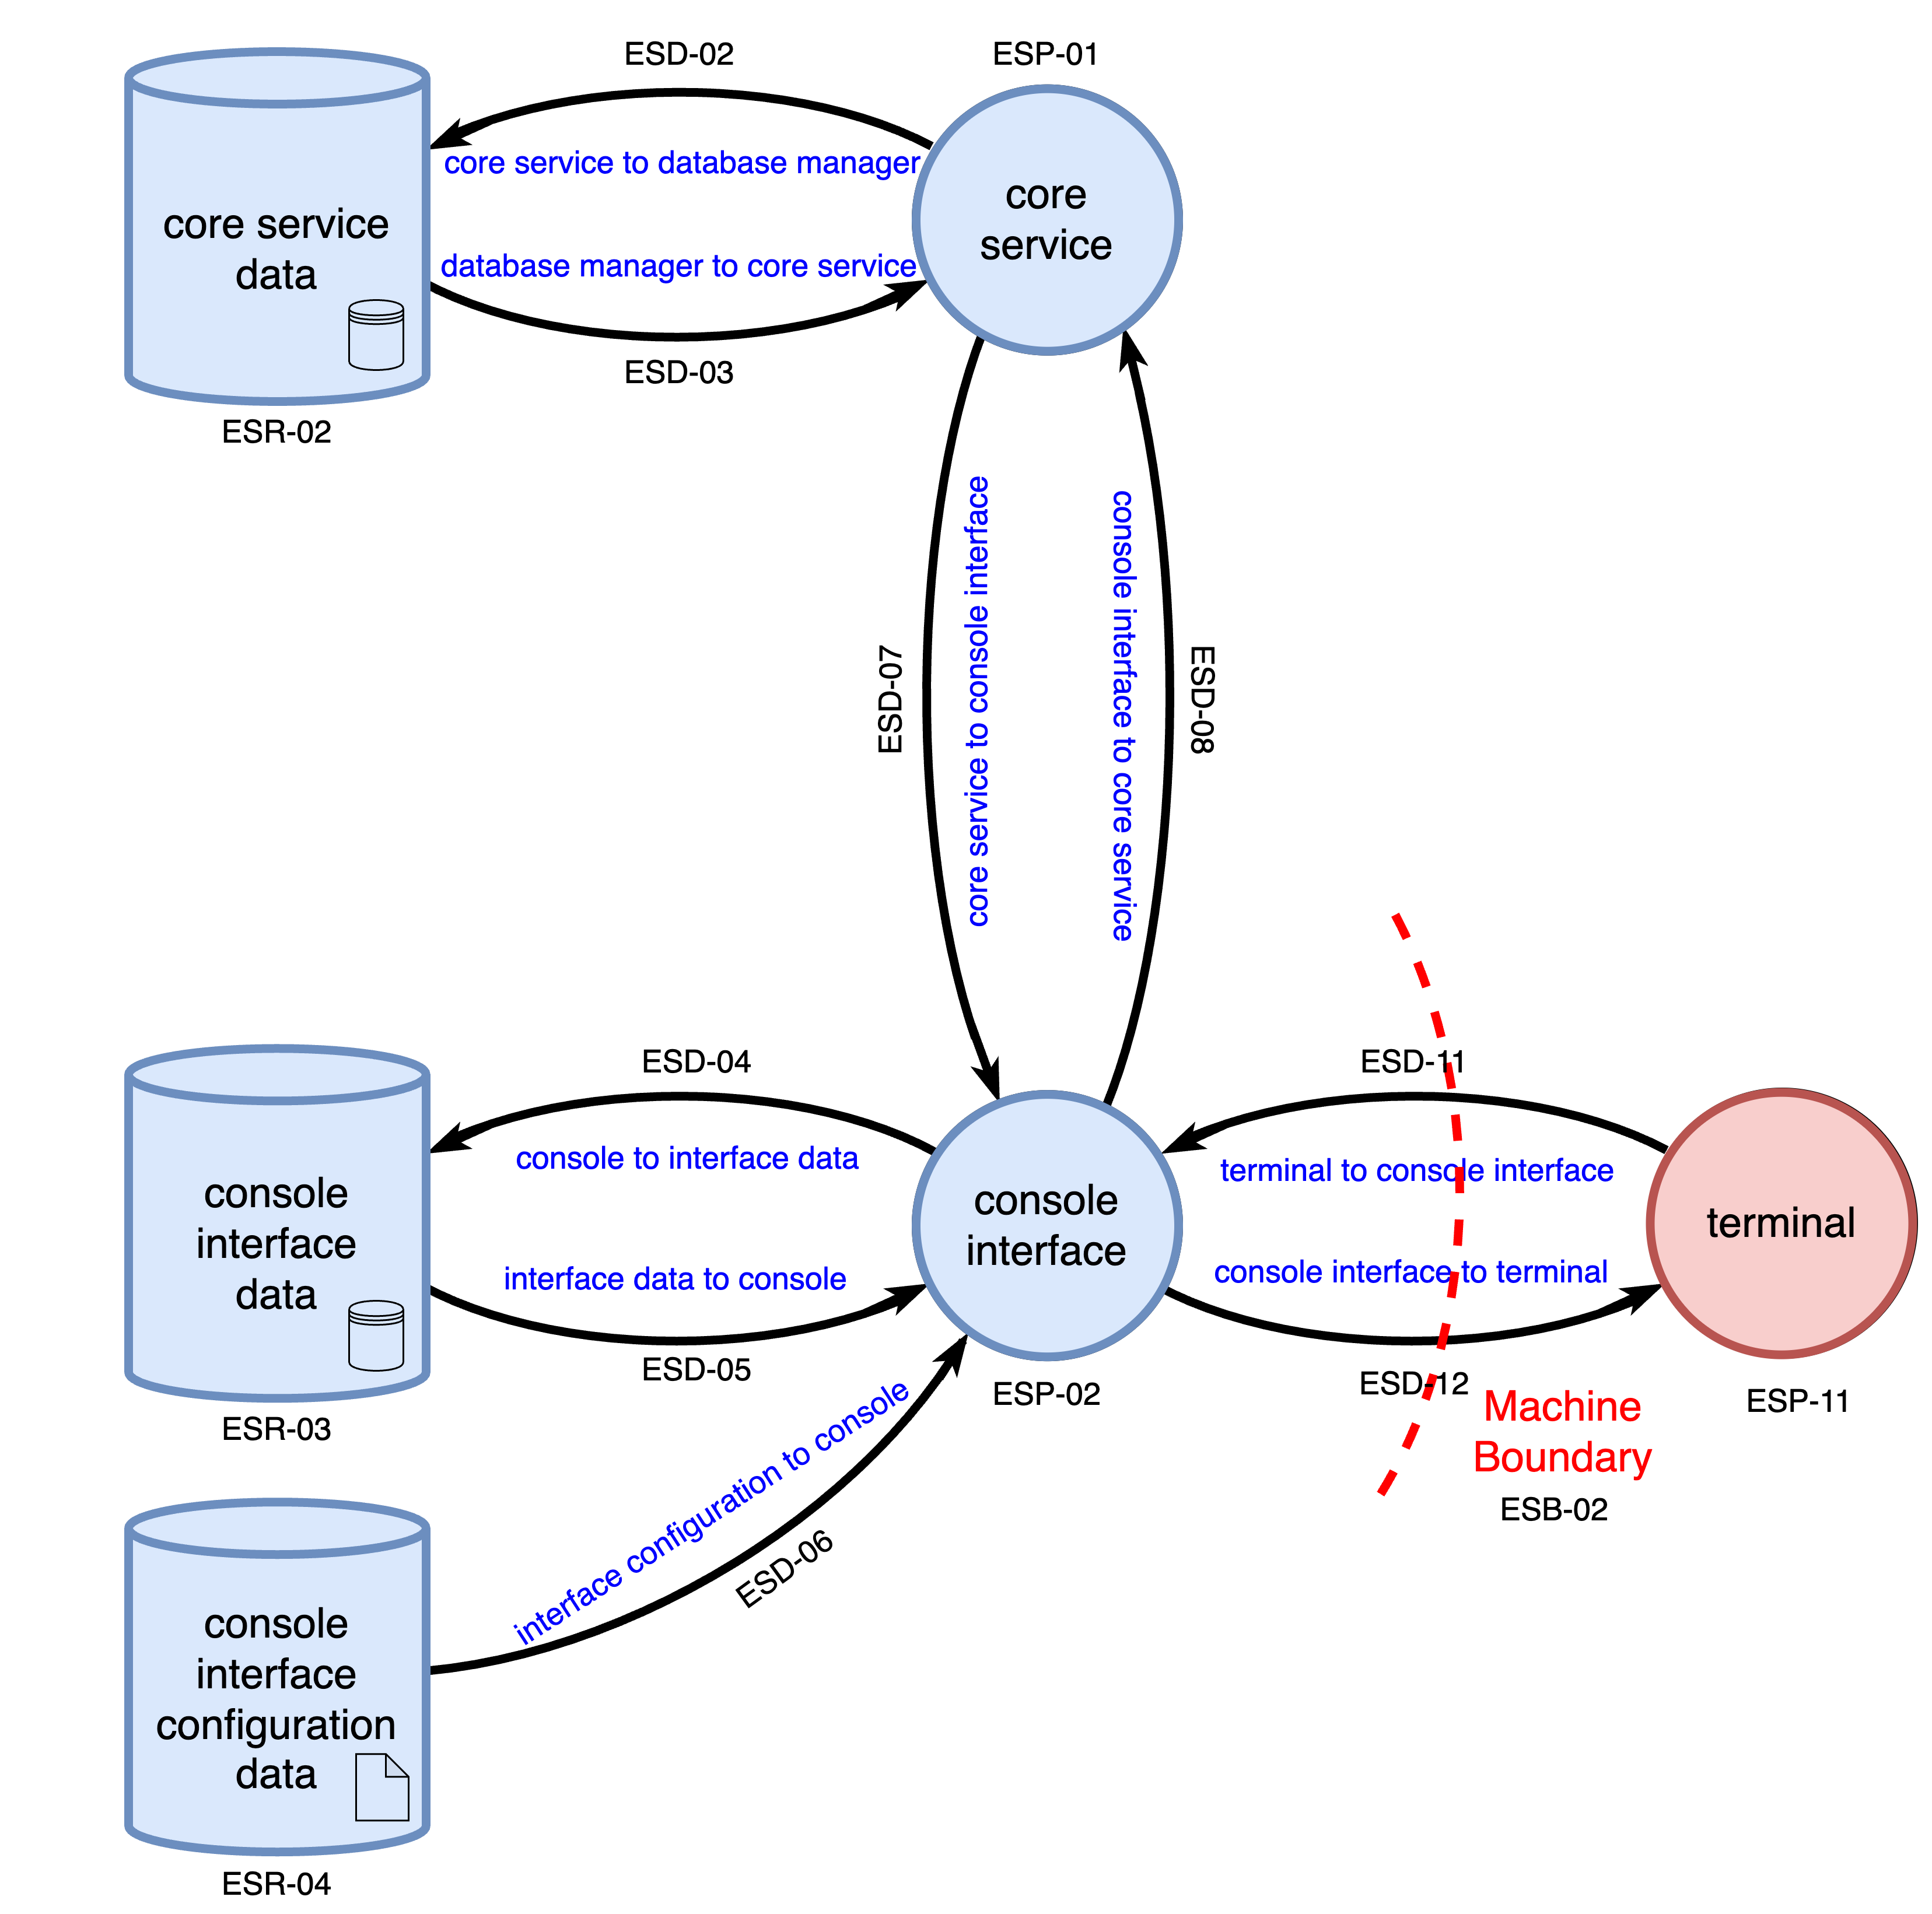 ESD-02
ESP-01
core service to database manager
core
service
core service
data
database manager to core service
ESD-03
ESR-02
ESD-07
core service to console interface
console interface to core service
ESD-08
ESD-04
ESD-11
console to interface data
terminal to console interface
console
interface
data
console
interface
terminal
interface data to console
console interface to terminal
ESD-05
ESP-02
ESD-12
Machine
Boundary
ESB-02
ESP-11
ESR-03
interface configuration to console
ESD-06
console
interface
configuration
data
ESR-04